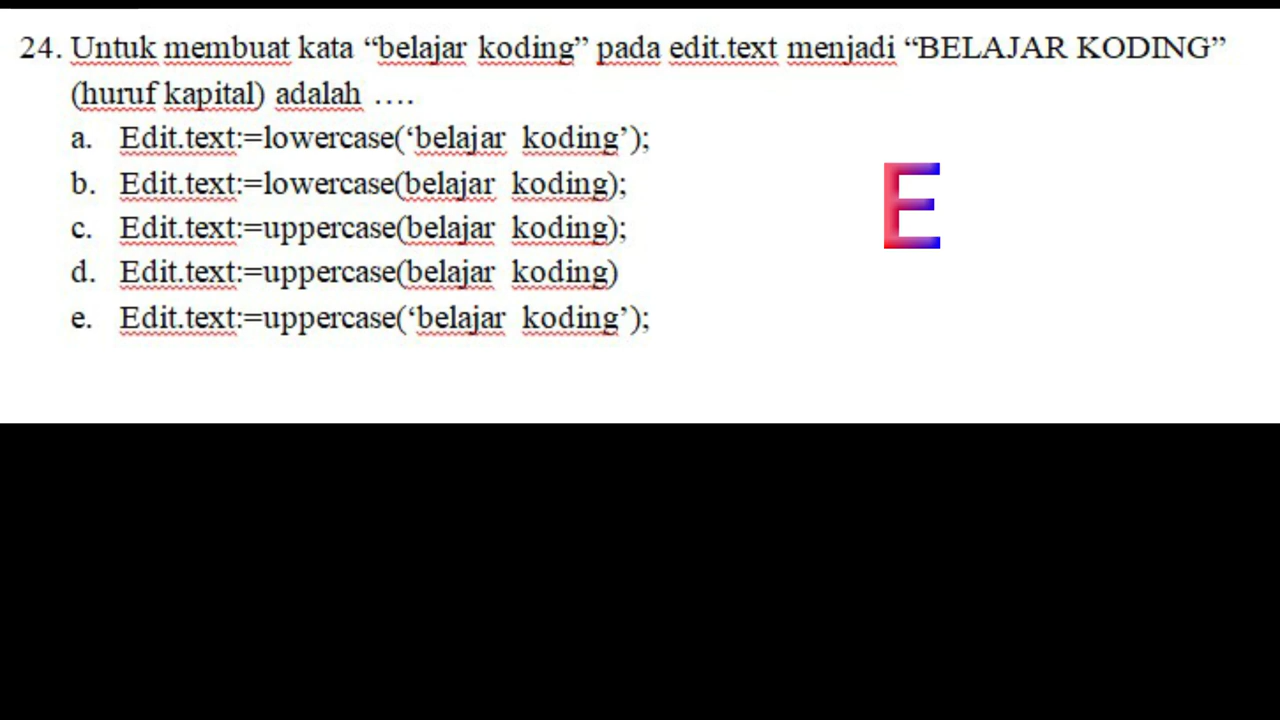 24. Untuk membuat kata “belajar koding” pada edit.text menjadi “BELAJAR KODING”
(huruf kapital) adalah ….
a. Edit.text:=lowercase(‘belajar koding’);
b. Edit.text:=lowercase(belajar koding);
c. Edit.text:=uppercase(belajar koding);
d. Edit.text:=uppercase(belajar koding)
e. Edit.text:=uppercase(‘belajar koding’);
E